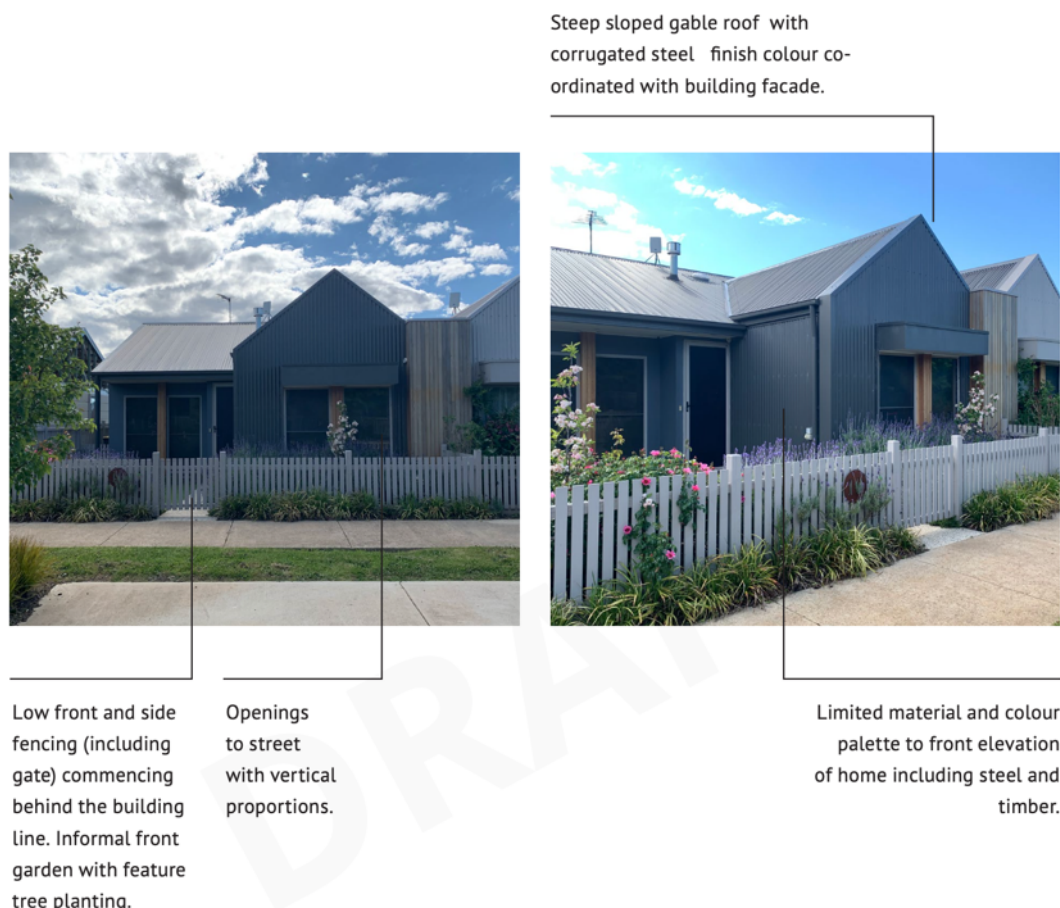 Steep sloped gable roof with
corrugated steel finish colour co-
ordinated with building facade.
Low front and side
fencing (including
gate) commencing
behind the building
line. Informal front
garden with feature
tree planting.
Openings
to street
with vertical
proportions.
Limited material and colour
palette to front elevation
of home including steel and
timber.
DRAF